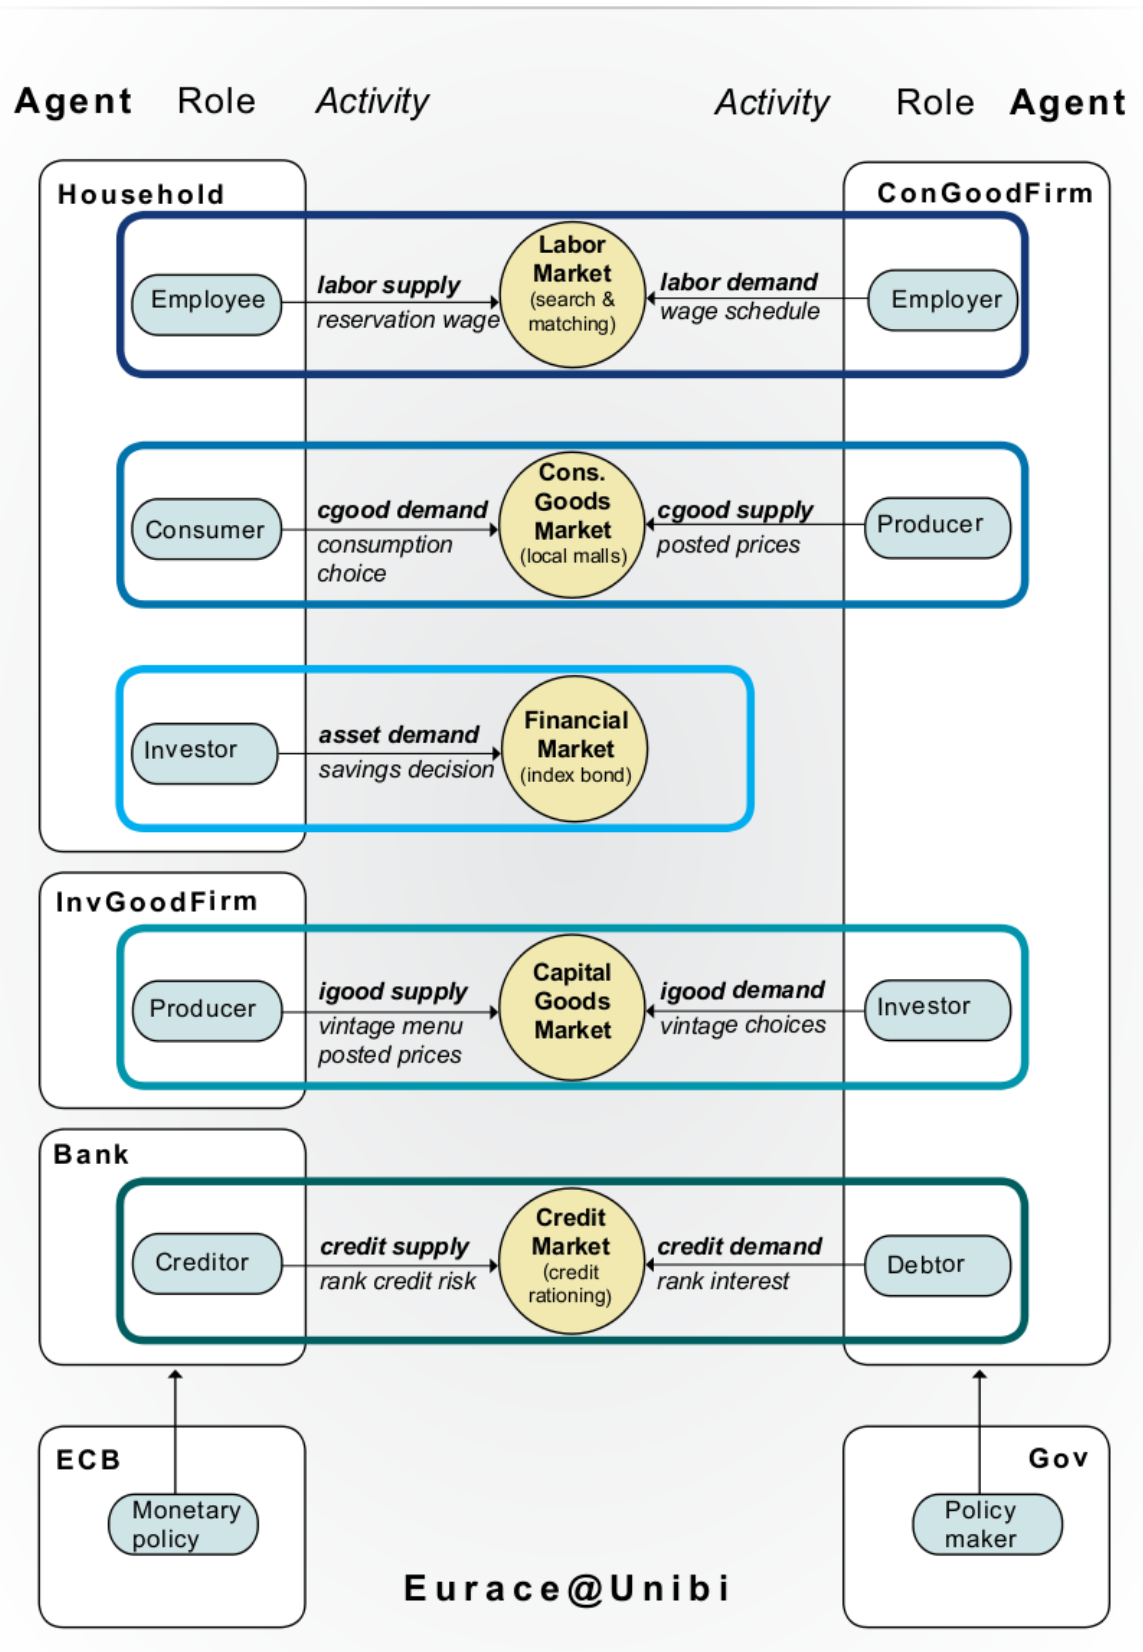 Agent Role Activity Activity Role Agent
Household
ConGoodFirm
Employee
labor supply
reservation wage
Labor
Market
(search &
matching)
labor demand
wage schedule
Employer
Consumer
cgood demand
consumption
choice
Cons.
Goods
Market
(local malls)
cgood supply
posted prices
Producer
Investor
asset demand
savings decision
Financial
Market
(index bond)
InvGoodFirm
Producer
igood supply
vintage menu
posted prices
Capital
Goods
Market
igood demand
vintage choices
Investor
Bank
Creditor
credit supply
rank credit risk
Credit
Market
(credit
rationing)
credit demand
rank interest
Debtor
ECB
Monetary
policy
Gov
Policy
maker
Eurace@Unibi